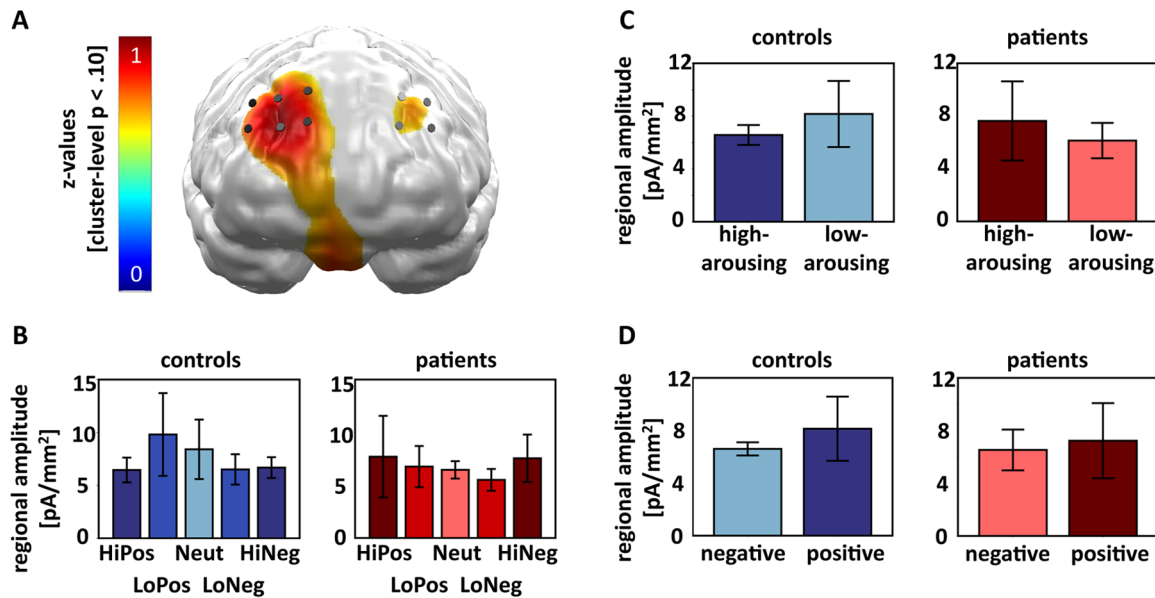 A
z-values
[cluster-level p < .10]
1
0
B
controls
patients
regional amplitude
[pA/mm²]
15
10
5
0
HiPos
Neut
HiNeg
LoPos
LoNeg
15
10
5
0
HiPos
Neut
HiNeg
LoPos
LoNeg
C
controls
patients
regional amplitude
[pA/mm²]
12
8
4
0
high-
arousing
low-
arousing
12
8
4
0
high-
arousing
low-
arousing
D
controls
patients
regional amplitude
[pA/mm²]
12
8
4
0
negative
positive
12
8
4
0
negative
positive